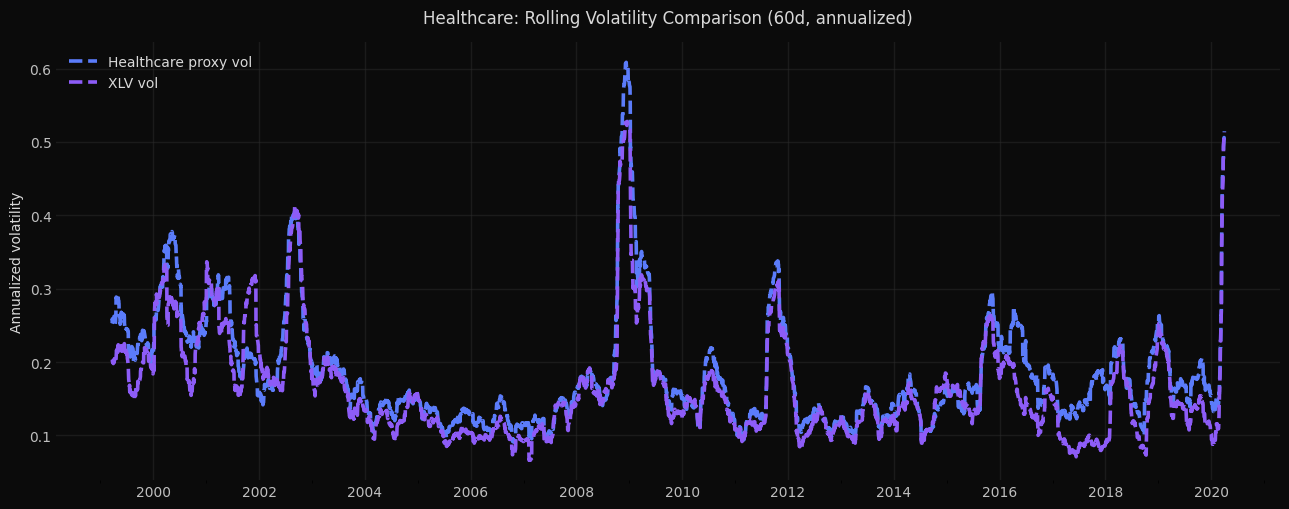 Healthcare: Rolling Volatility Comparison (60d, annualized)
Healthcare proxy vol
XLV vol
Annualized volatility
0.6
0.5
0.4
0.3
0.2
0.1
2000 2002 2004 2006 2008 2010 2012 2014 2016 2018 2020